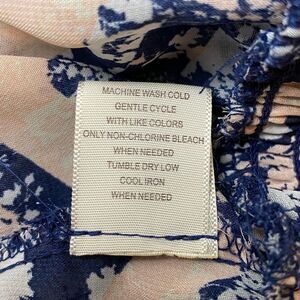 MACHINE WASH COLD
GENTLE CYCLE
WITH LIKE COLORS
ONLY NON-CHLORINE BLEACH
WHEN NEEDED
TUMBLE DRY LOW
COOL IRON
WHEN NEEDED